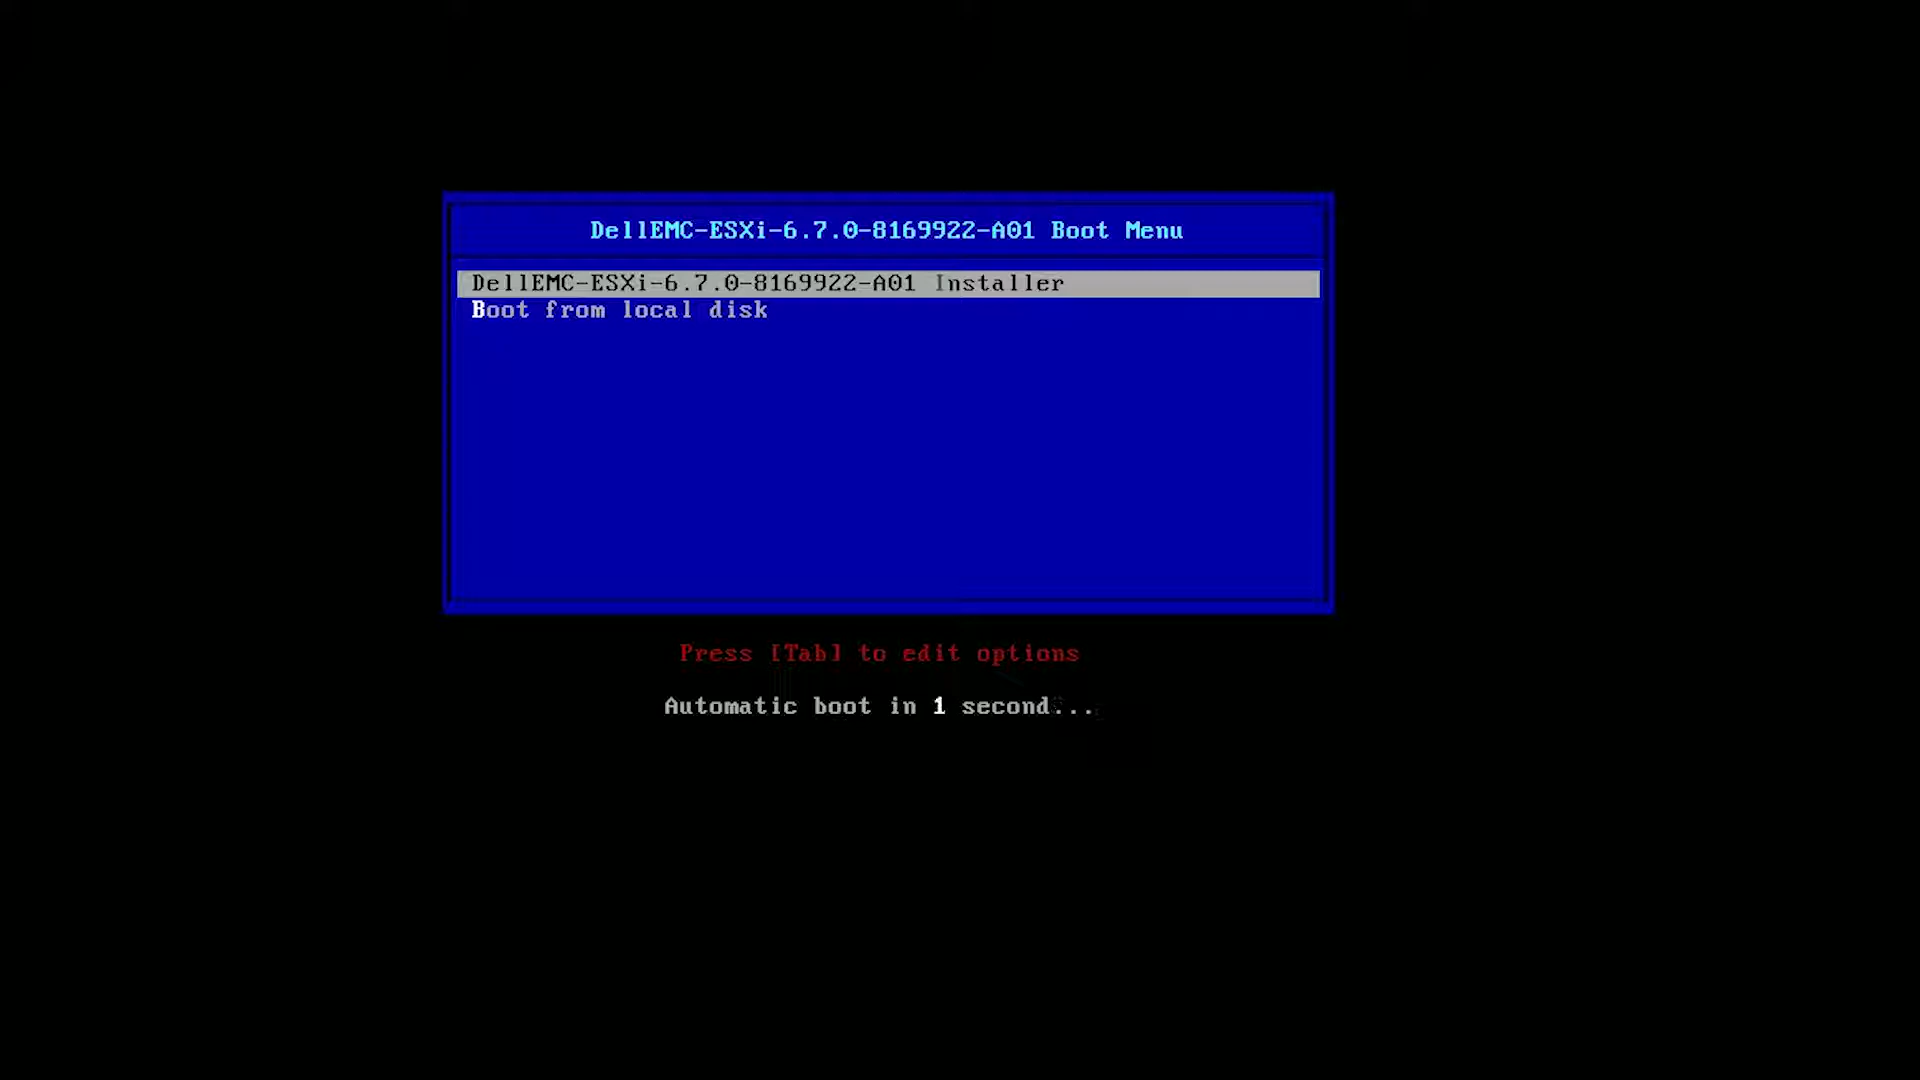 DellEMC-ESXi-6.7.0-8169922-A01 Boot Menu
DellEMC-ESXi-6.7.0-8169922-A01 Installer
Boot from local disk
Press [Tab] to edit options
Automatic boot in 1 second...